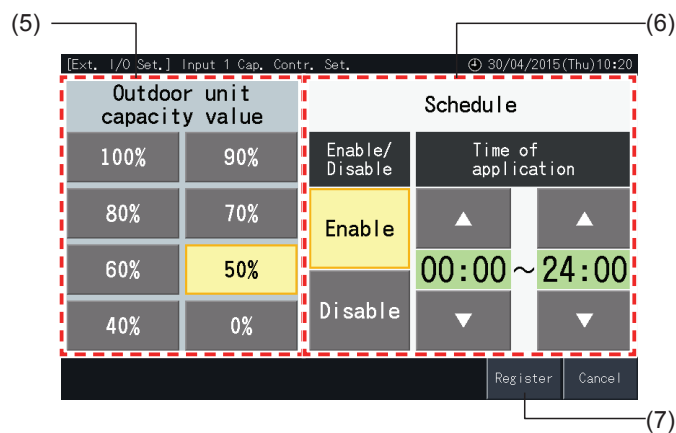 (5)
(6)
[Ext. I/O Set.] Input 1 Cap. Contr. Set.
30/04/2015(Thu)10:20
Outdoor unit
capacity value
100%
90%
80%
70%
60%
50%
40%
0%
Schedule
Enable/
Disable
Time of
application
Enable
Disable
▲
▲
00:00 ~ 24:00
▼
▼
Register
Cancel
(7)